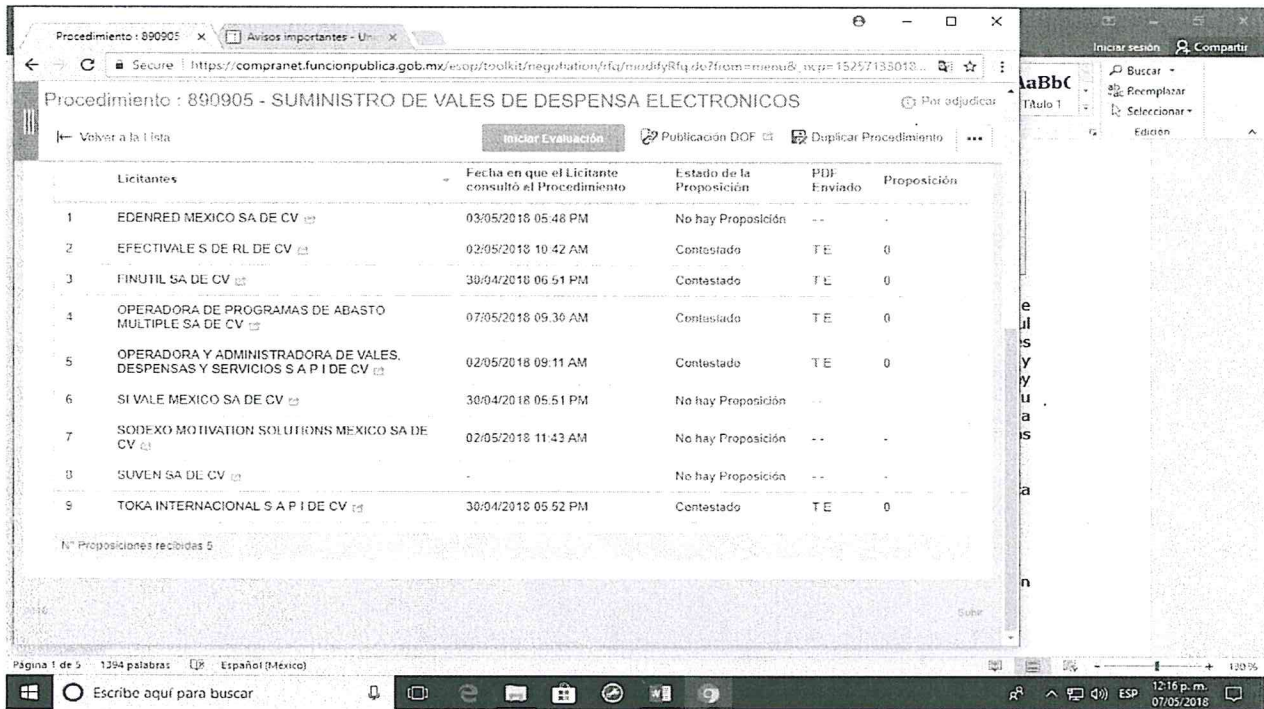 Procedimiento : 890905 × Avisos importantes - Uni ×
Iniciar sesión Compartir
Secure https://compranet.funcionpublica.gob.mx/esop/toolkit/negotiation/rfq/modifyRfq.do?from=menu&_ncp=15257133018...
Buscar
AaBb(
Reemplazar
Título 1
Seleccionar
Edición
Procedimiento : 890905 - SUMINISTRO DE VALES DE DESPENSA ELECTRONICOS
Por adjudicar
Volver a la Lista
Iniciar Evaluación Publicación DOF Duplicar Procedimiento ...
Licitantes Fecha en que el Licitante consultó el Procedimiento Estado de la Proposición PDF Enviado Proposición
1 EDENRED MEXICO SA DE CV 03/05/2018 05:48 PM No hay Proposición - - -
2 EFECTIVALE S DE RL DE CV 02/05/2018 10:42 AM Contestado T E 0
3 FINUTIL SA DE CV 30/04/2018 06:51 PM Contestado T E 0
4 OPERADORA DE PROGRAMAS DE ABASTO MULTIPLE SA DE CV 07/05/2018 09:30 AM Contestado T E 0
5 OPERADORA Y ADMINISTRADORA DE VALES, DESPENSAS Y SERVICIOS S A P I DE CV 02/05/2018 09:11 AM Contestado T E 0
6 SI VALE MEXICO SA DE CV 30/04/2018 05:51 PM No hay Proposición - - -
7 SODEXO MOTIVATION SOLUTIONS MEXICO SA DE CV 02/05/2018 11:43 AM No hay Proposición - - -
8 SUVEN SA DE CV - No hay Proposición - - -
9 TOKA INTERNACIONAL S A P I DE CV 30/04/2018 05:52 PM Contestado T E 0
N° Proposiciones recibidas 5
Subir
Página 1 de 5 1394 palabras Español (México) 130 %
Escribe aquí para buscar
ESP 12:16 p. m.
07/05/2018